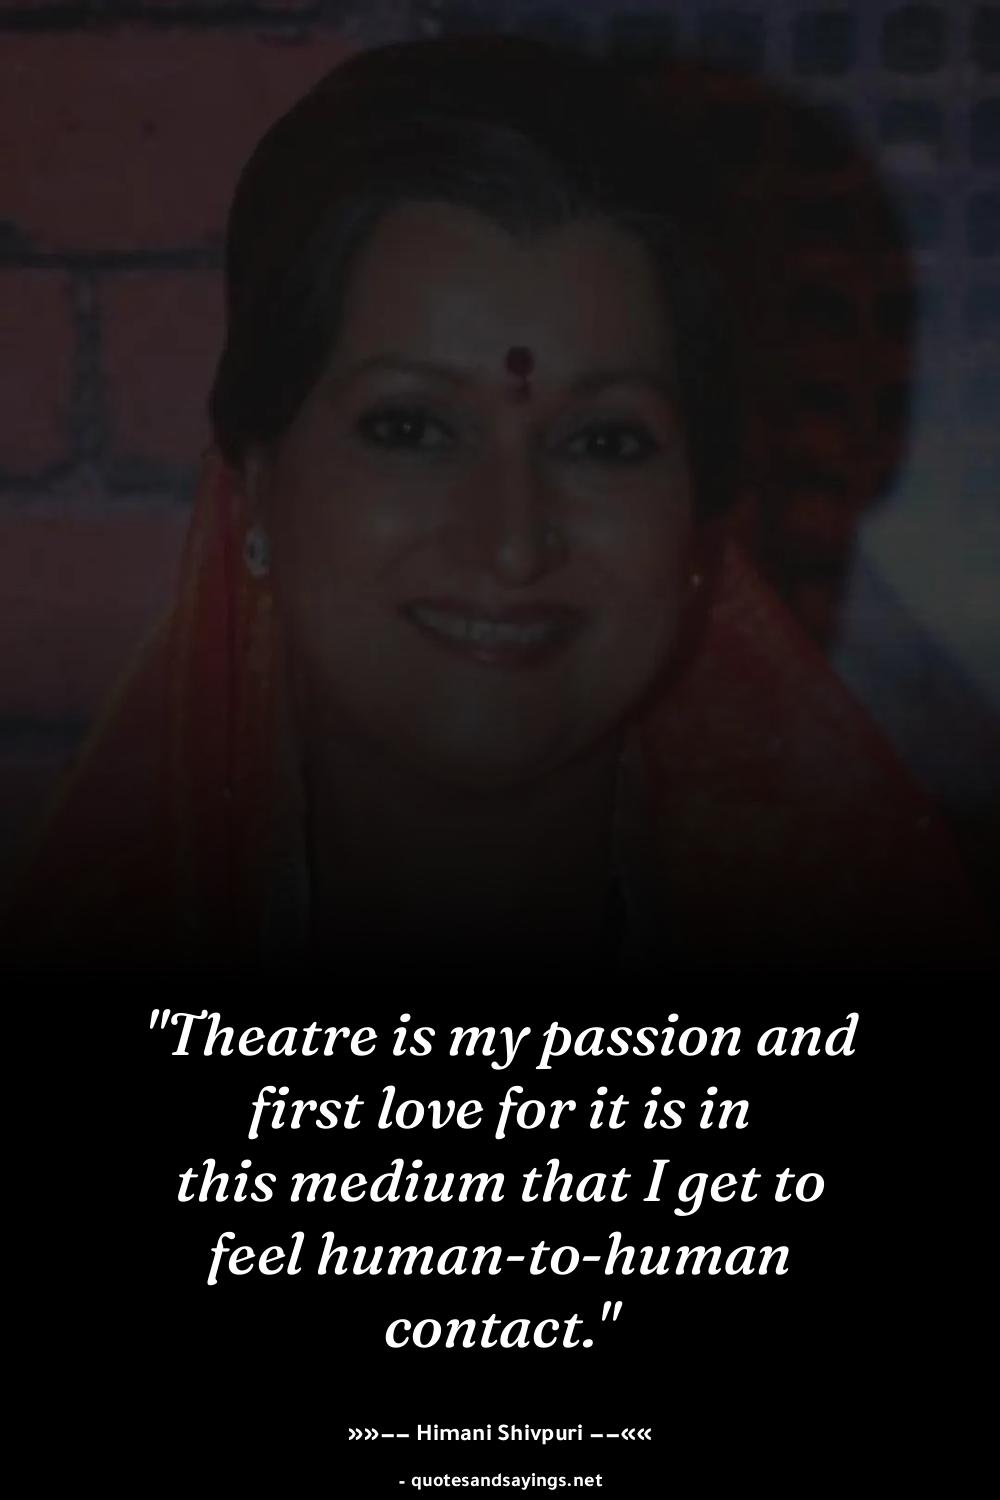 "Theatre is my passion and
first love for it is in
this medium that I get to
feel human-to-human
contact."
»»−− Himani Shivpuri −−««
- quotesandsayings.net